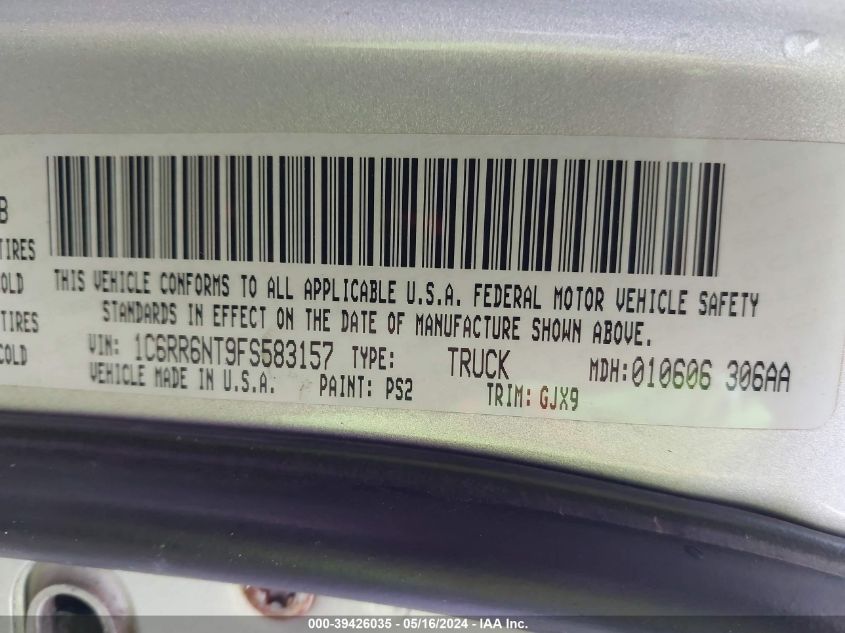 B
TIRES
OLD
TIRES
COLD
THIS VEHICLE CONFORMS TO ALL APPLICABLE U.S.A. FEDERAL MOTOR VEHICLE SAFETY
STANDARDS IN EFFECT ON THE DATE OF MANUFACTURE SHOWN ABOVE.
VIN: 1C6RR6NT9FS583157 TYPE: TRUCK MDH:010606 306AA
VEHICLE MADE IN U.S.A. PAINT: PS2 TRIM: GJX9
000-39426035 - 05/16/2024 - IAA Inc.